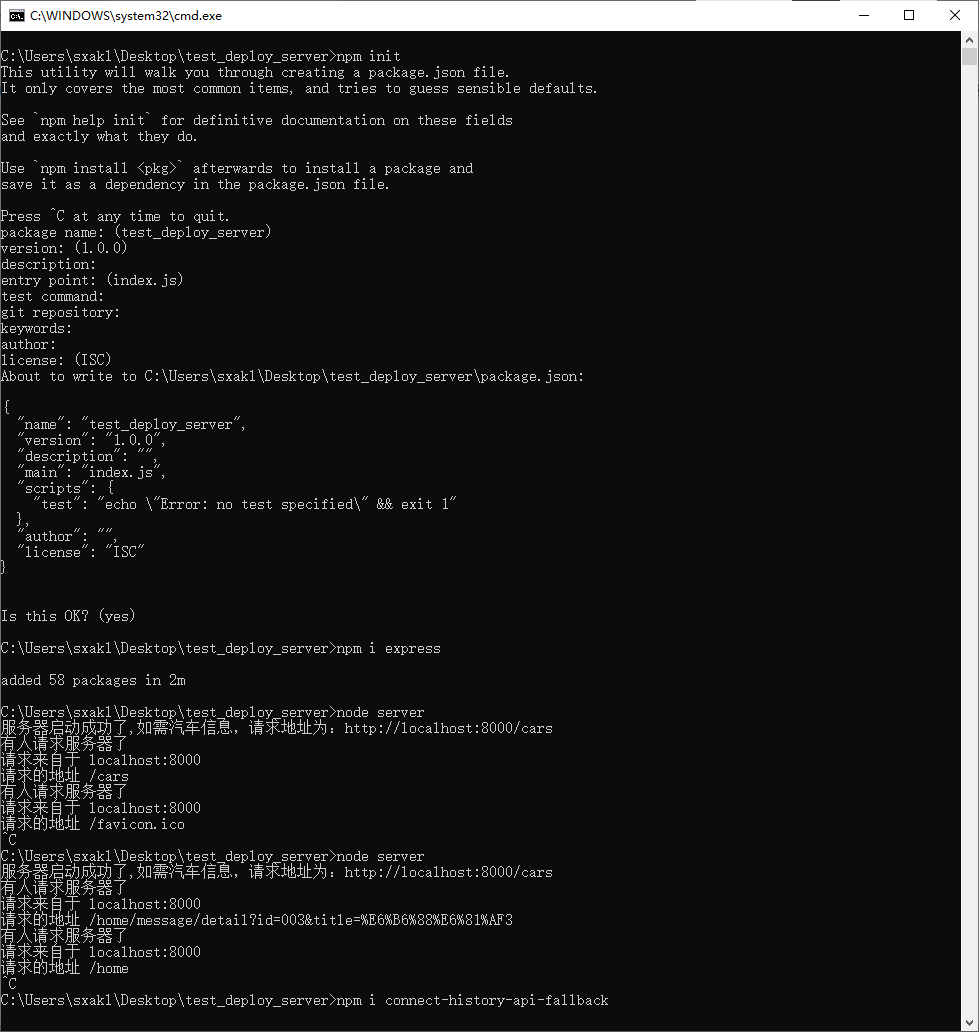 C:\WINDOWS\system32\cmd.exe
C:\Users\sxakl\Desktop\test_deploy_server>npm init
This utility will walk you through creating a package.json file.
It only covers the most common items, and tries to guess sensible defaults.
See `npm help init` for definitive documentation on these fields
and exactly what they do.
Use `npm install <pkg>` afterwards to install a package and
save it as a dependency in the package.json file.
Press ^C at any time to quit.
package name: (test_deploy_server)
version: (1.0.0)
description:
entry point: (index.js)
test command:
git repository:
keywords:
author:
license: (ISC)
About to write to C:\Users\sxakl\Desktop\test_deploy_server\package.json:
{
  "name": "test_deploy_server",
  "version": "1.0.0",
  "description": "",
  "main": "index.js",
  "scripts": {
    "test": "echo \"Error: no test specified\" && exit 1"
  },
  "author": "",
  "license": "ISC"
}
Is this OK? (yes)
C:\Users\sxakl\Desktop\test_deploy_server>npm i express
added 58 packages in 2m
C:\Users\sxakl\Desktop\test_deploy_server>node server
服务器启动成功了,如需汽车信息，请求地址为：http://localhost:8000/cars
有人请求服务器了
请求来自于 localhost:8000
请求的地址 /cars
有人请求服务器了
请求来自于 localhost:8000
请求的地址 /favicon.ico
^C
C:\Users\sxakl\Desktop\test_deploy_server>node server
服务器启动成功了,如需汽车信息，请求地址为：http://localhost:8000/cars
有人请求服务器了
请求来自于 localhost:8000
请求的地址 /home/message/detail?id=003&title=%E6%B6%88%E6%81%AF3
有人请求服务器了
请求来自于 localhost:8000
请求的地址 /home
^C
C:\Users\sxakl\Desktop\test_deploy_server>npm i connect-history-api-fallback